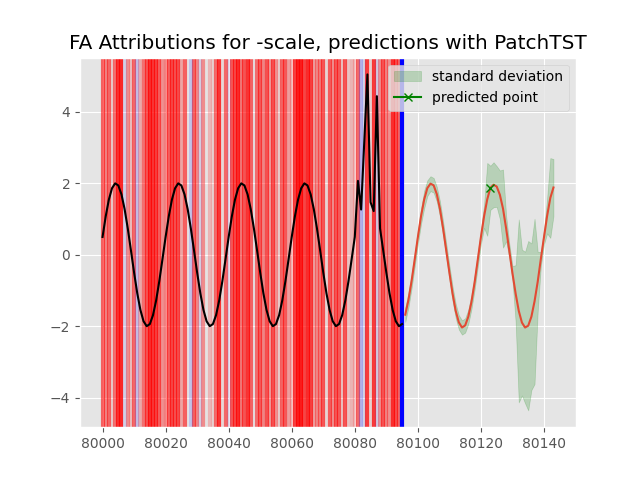 FA Attributions for -scale, predictions with PatchTST
standard deviation
predicted point
4
2
0
−2
−4
80000 80020 80040 80060 80080 80100 80120 80140